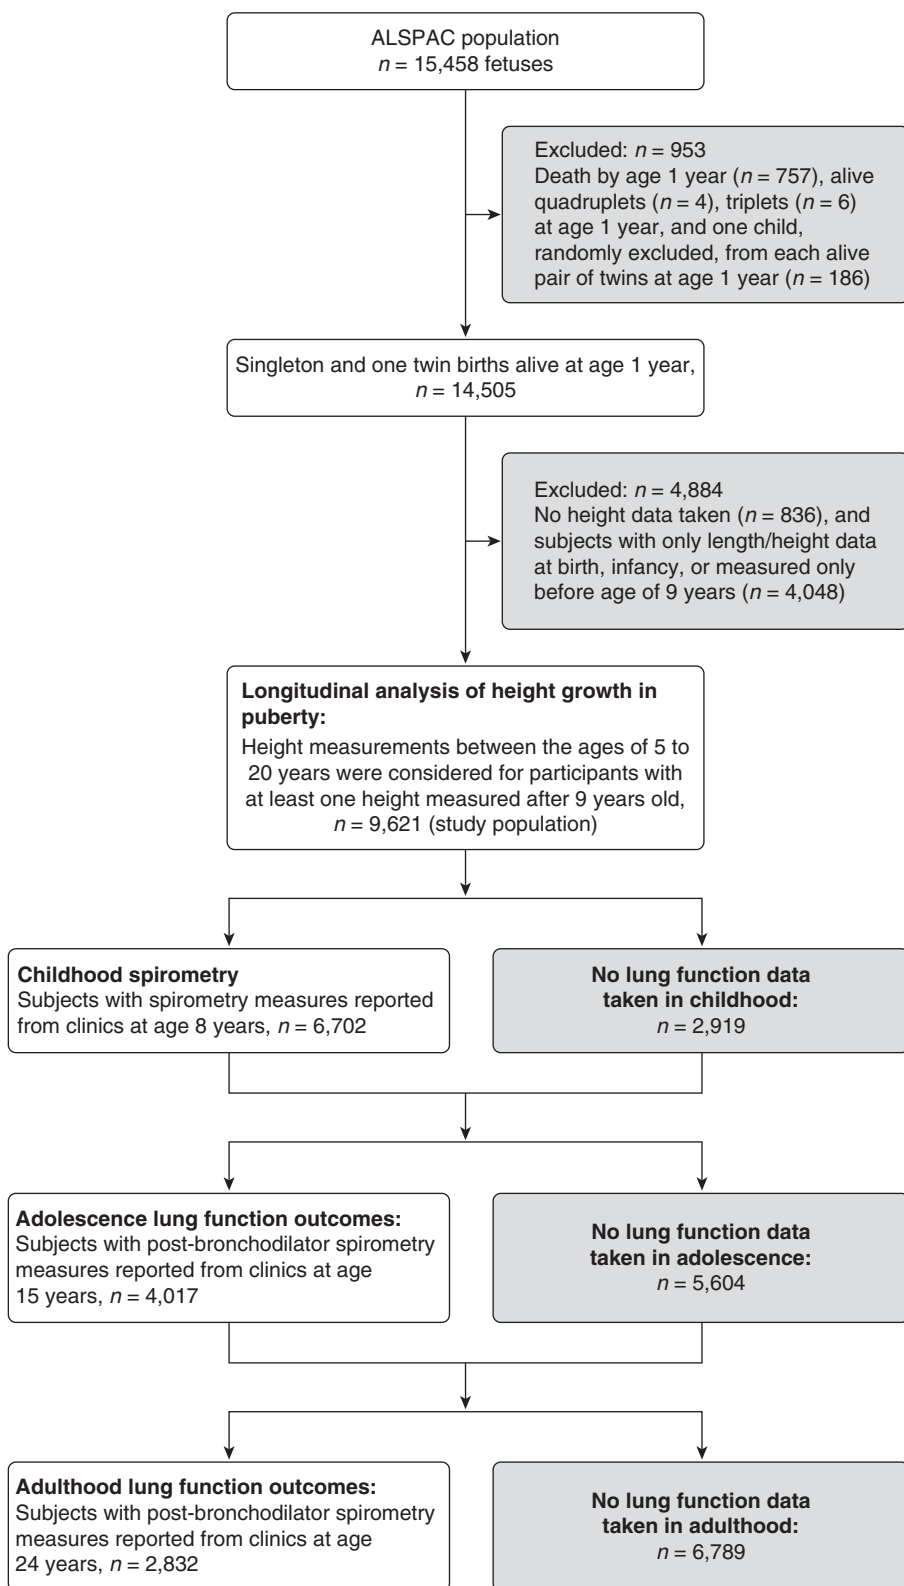 ALSPAC population
n = 15,458 fetuses
Excluded: n = 953
Death by age 1 year (n = 757), alive
quadruplets (n = 4), triplets (n = 6)
at age 1 year, and one child,
randomly excluded, from each alive
pair of twins at age 1 year (n = 186)
Singleton and one twin births alive at age 1 year,
n = 14,505
Excluded: n = 4,884
No height data taken (n = 836), and
subjects with only length/height data
at birth, infancy, or measured only
before age of 9 years (n = 4,048)
Longitudinal analysis of height growth in
puberty:
Height measurements between the ages of 5 to
20 years were considered for participants with
at least one height measured after 9 years old,
n = 9,621 (study population)
Childhood spirometry
Subjects with spirometry measures reported
from clinics at age 8 years, n = 6,702
No lung function data
taken in childhood:
n = 2,919
Adolescence lung function outcomes:
Subjects with post-bronchodilator spirometry
measures reported from clinics at age
15 years, n = 4,017
No lung function data
taken in adolescence:
n = 5,604
Adulthood lung function outcomes:
Subjects with post-bronchodilator spirometry
measures reported from clinics at age
24 years, n = 2,832
No lung function data
taken in adulthood:
n = 6,789